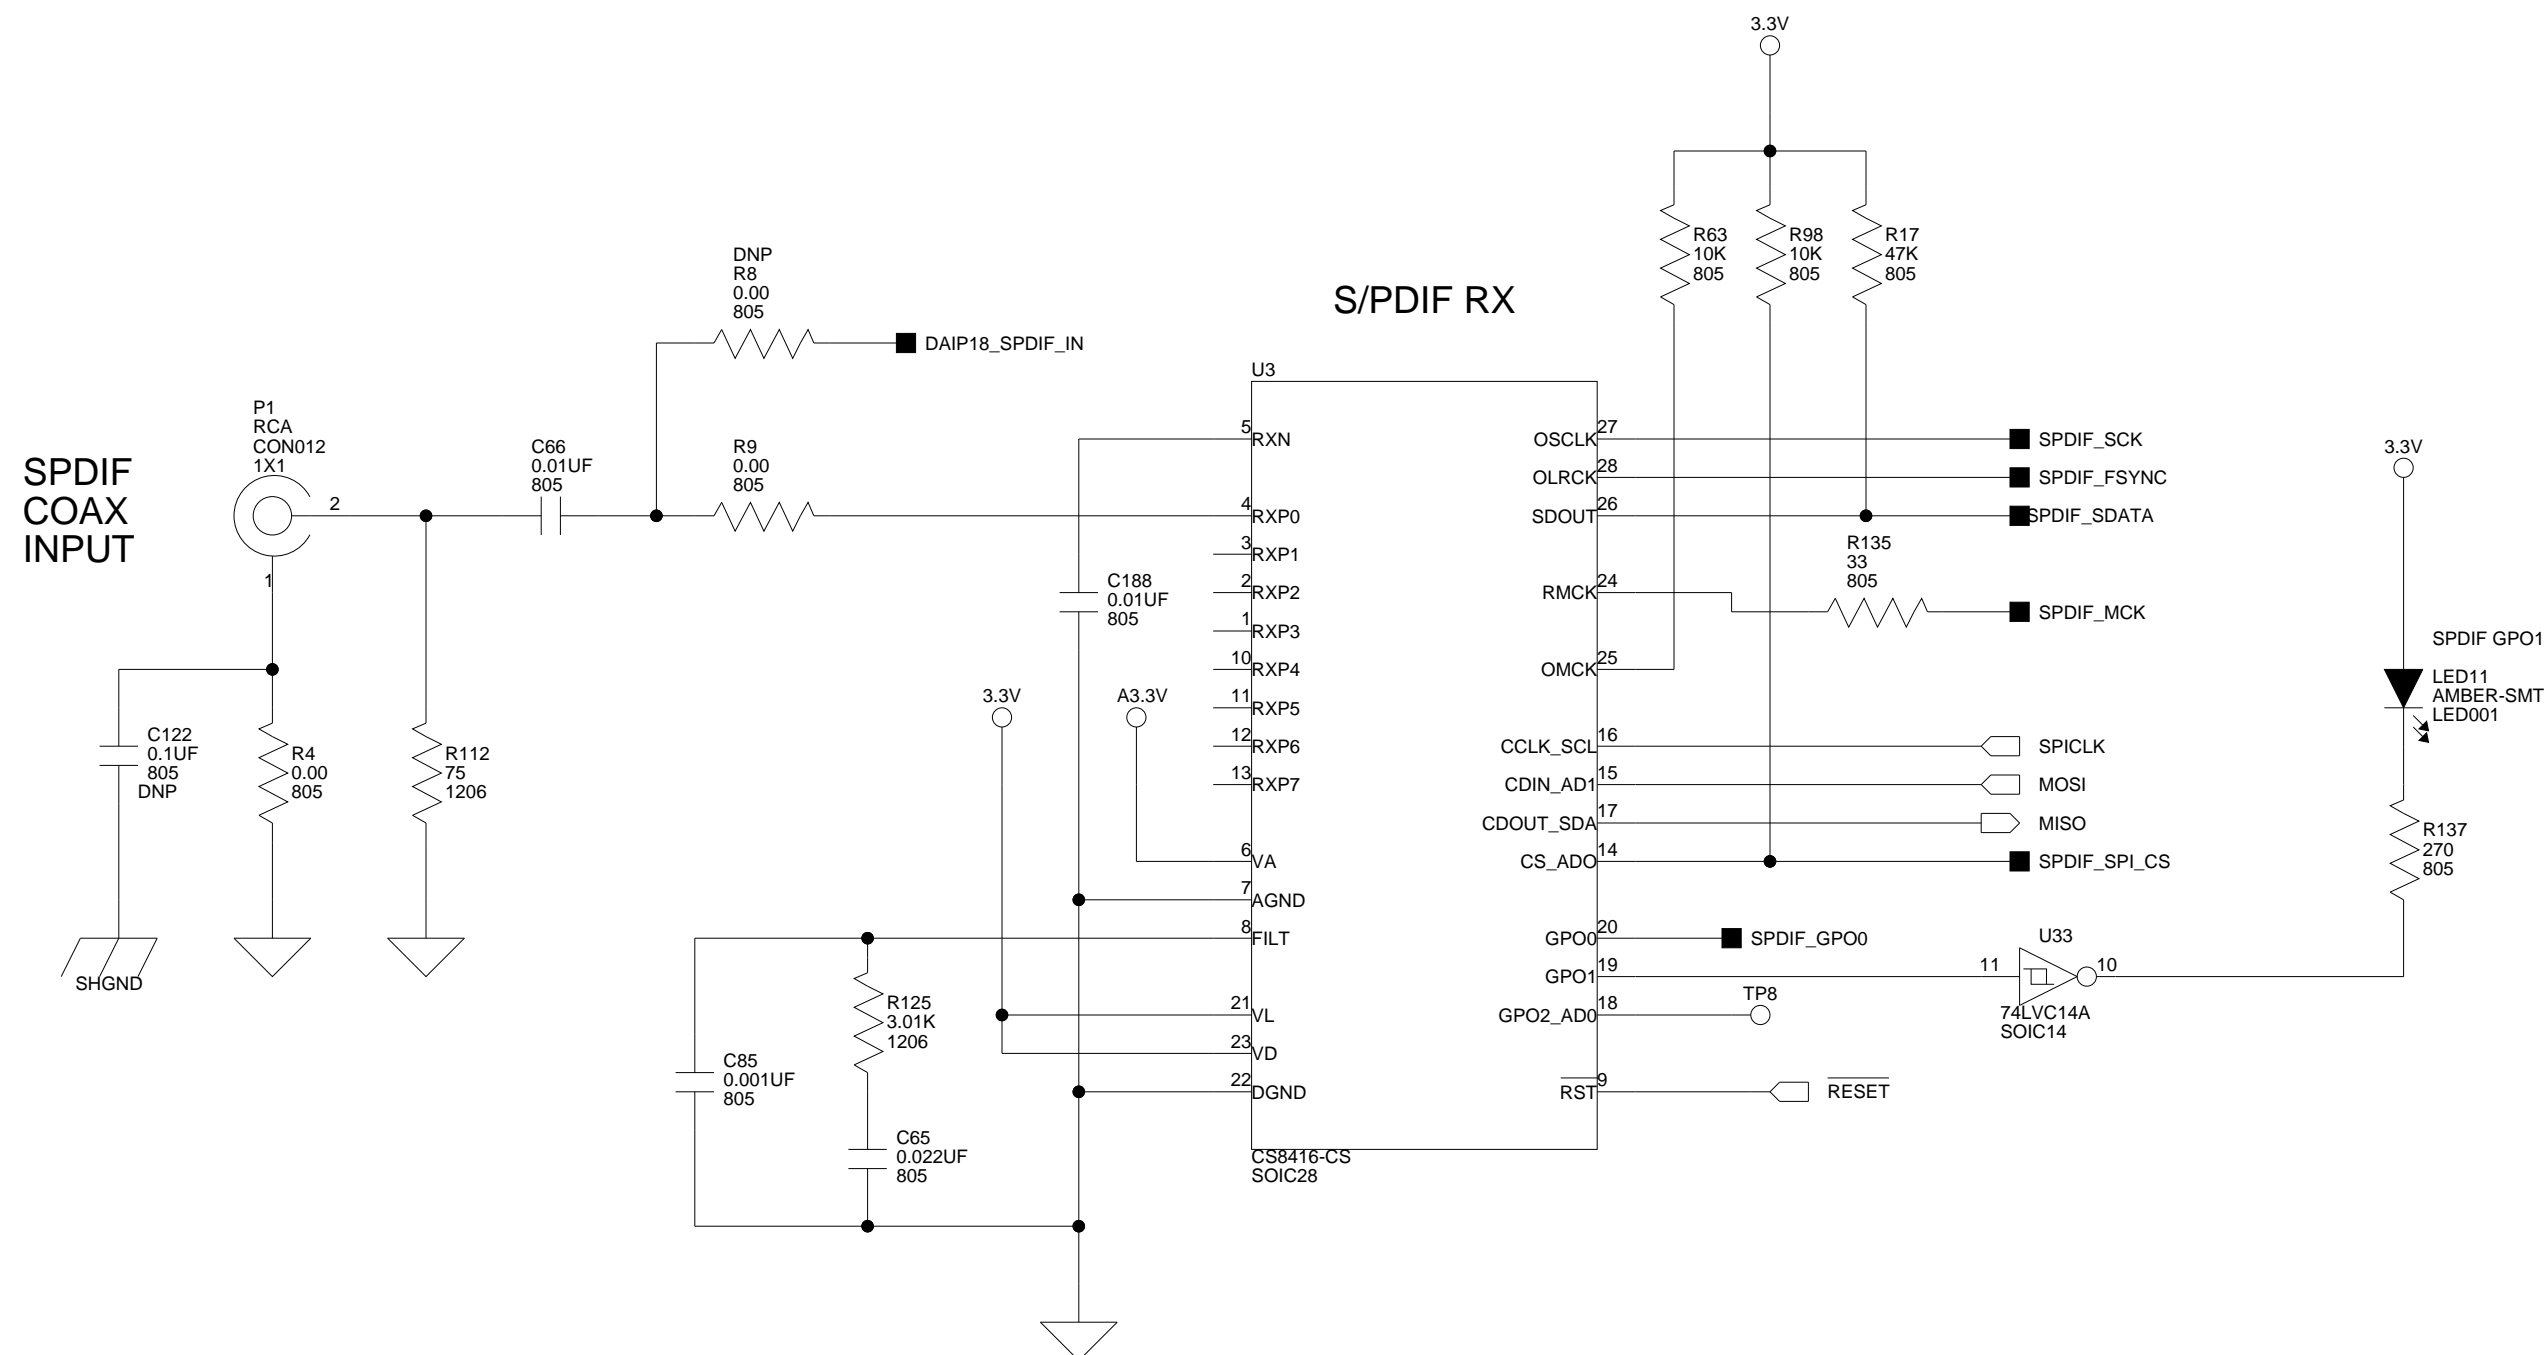 3.3V
R63
10K
805
R98
10K
805
R17
47K
805
DNP
R8
0.00
805
DAIP18_SPDIF_IN
S/PDIF RX
SPDIF
COAX
INPUT
P1
RCA
CON012
1X1
2
1
C66
0.01UF
805
R9
0.00
805
C122
0.1UF
805
DNP
SHGND
R4
0.00
805
R112
75
1206
C188
0.01UF
805
3.3V
A3.3V
C85
0.001UF
805
R125
3.01K
1206
C65
0.022UF
805
U3
5 RXN
4 RXP0
3 RXP1
2 RXP2
1 RXP3
10 RXP4
11 RXP5
12 RXP6
13 RXP7
6 VA
7 AGND
8 FILT
21 VL
23 VD
22 DGND
CS8416-CS
SOIC28
OSCLK 27 SPDIF_SCK
OLRCK 28 SPDIF_FSYNC
SDOUT 26 SPDIF_SDATA
R135
33
805
RMCK 24
SPDIF_MCK
OMCK 25
CCLK_SCL 16 SPICLK
CDIN_AD1 15 MOSI
CDOUT_SDA 17 MISO
CS_ADO 14 SPDIF_SPI_CS
GPO0 20 SPDIF_GPO0
GPO1 19
GPO2_AD0 18
TP8
RST 9 RESET
U33
11
10
74LVC14A
SOIC14
3.3V
SPDIF GPO1
LED11
AMBER-SMT
LED001
R137
270
805